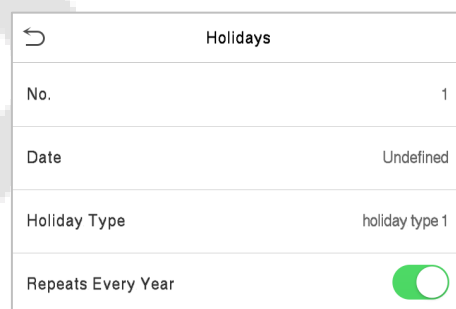 Holidays
No. 1
Date Undefined
Holiday Type holiday type 1
Repeats Every Year